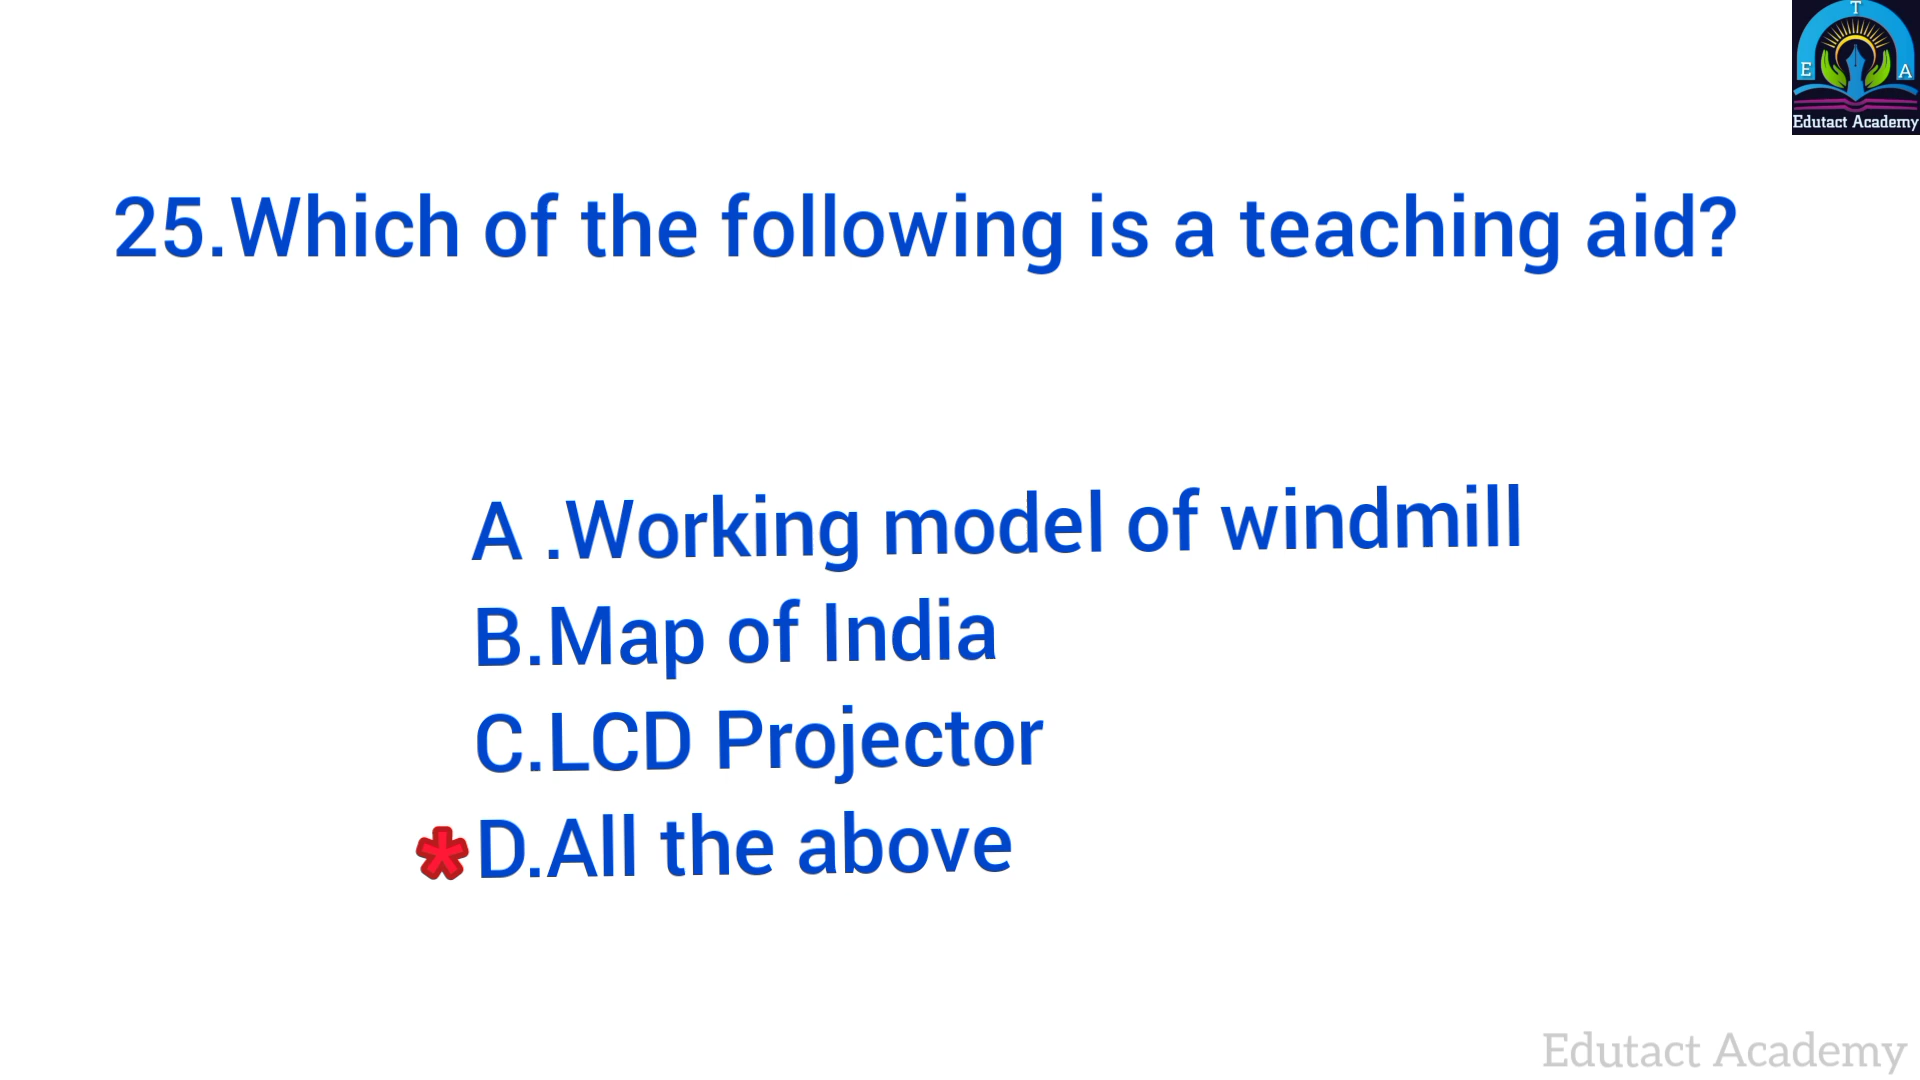 T
E A
Edutact Academy
25.Which of the following is a teaching aid?
A .Working model of windmill
B.Map of India
C.LCD Projector
*D.All the above
Edutact Academy